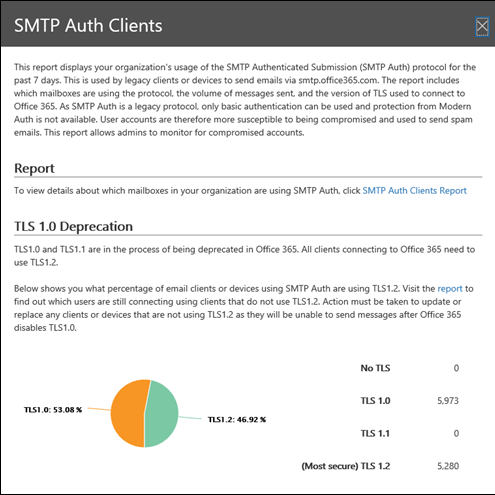 SMTP Auth Clients
This report displays your organization's usage of the SMTP Authenticated Submission (SMTP Auth) protocol for the
past 7 days. This is used by legacy clients or devices to send emails via smtp.office365.com. The report includes
which mailboxes are using the protocol, the volume of messages sent, and the version of TLS used to connect to
Office 365. As SMTP Auth is a legacy protocol, only basic authentication can be used and protection from Modern
Auth is not available. User accounts are therefore more susceptible to being compromised and used to send spam
emails. This report allows admins to monitor for compromised accounts.
Report
To view details about which mailboxes in your organization are using SMTP Auth, click SMTP Auth Clients Report
TLS 1.0 Deprecation
TLS1.0 and TLS1.1 are in the process of being deprecated in Office 365. All clients connecting to Office 365 need to
use TLS1.2.
Below shows you what percentage of email clients or devices using SMTP Auth are using TLS1.2. Visit the report to
find out which users are still connecting using clients that do not use TLS1.2. Action must be taken to update or
replace any clients or devices that are not using TLS1.2 as they will be unable to send messages after Office 365
disables TLS1.0.
TLS1.0: 53.08 %
TLS1.2: 46.92 %
No TLS 0
TLS 1.0 5,973
TLS 1.1 0
(Most secure) TLS 1.2 5,280